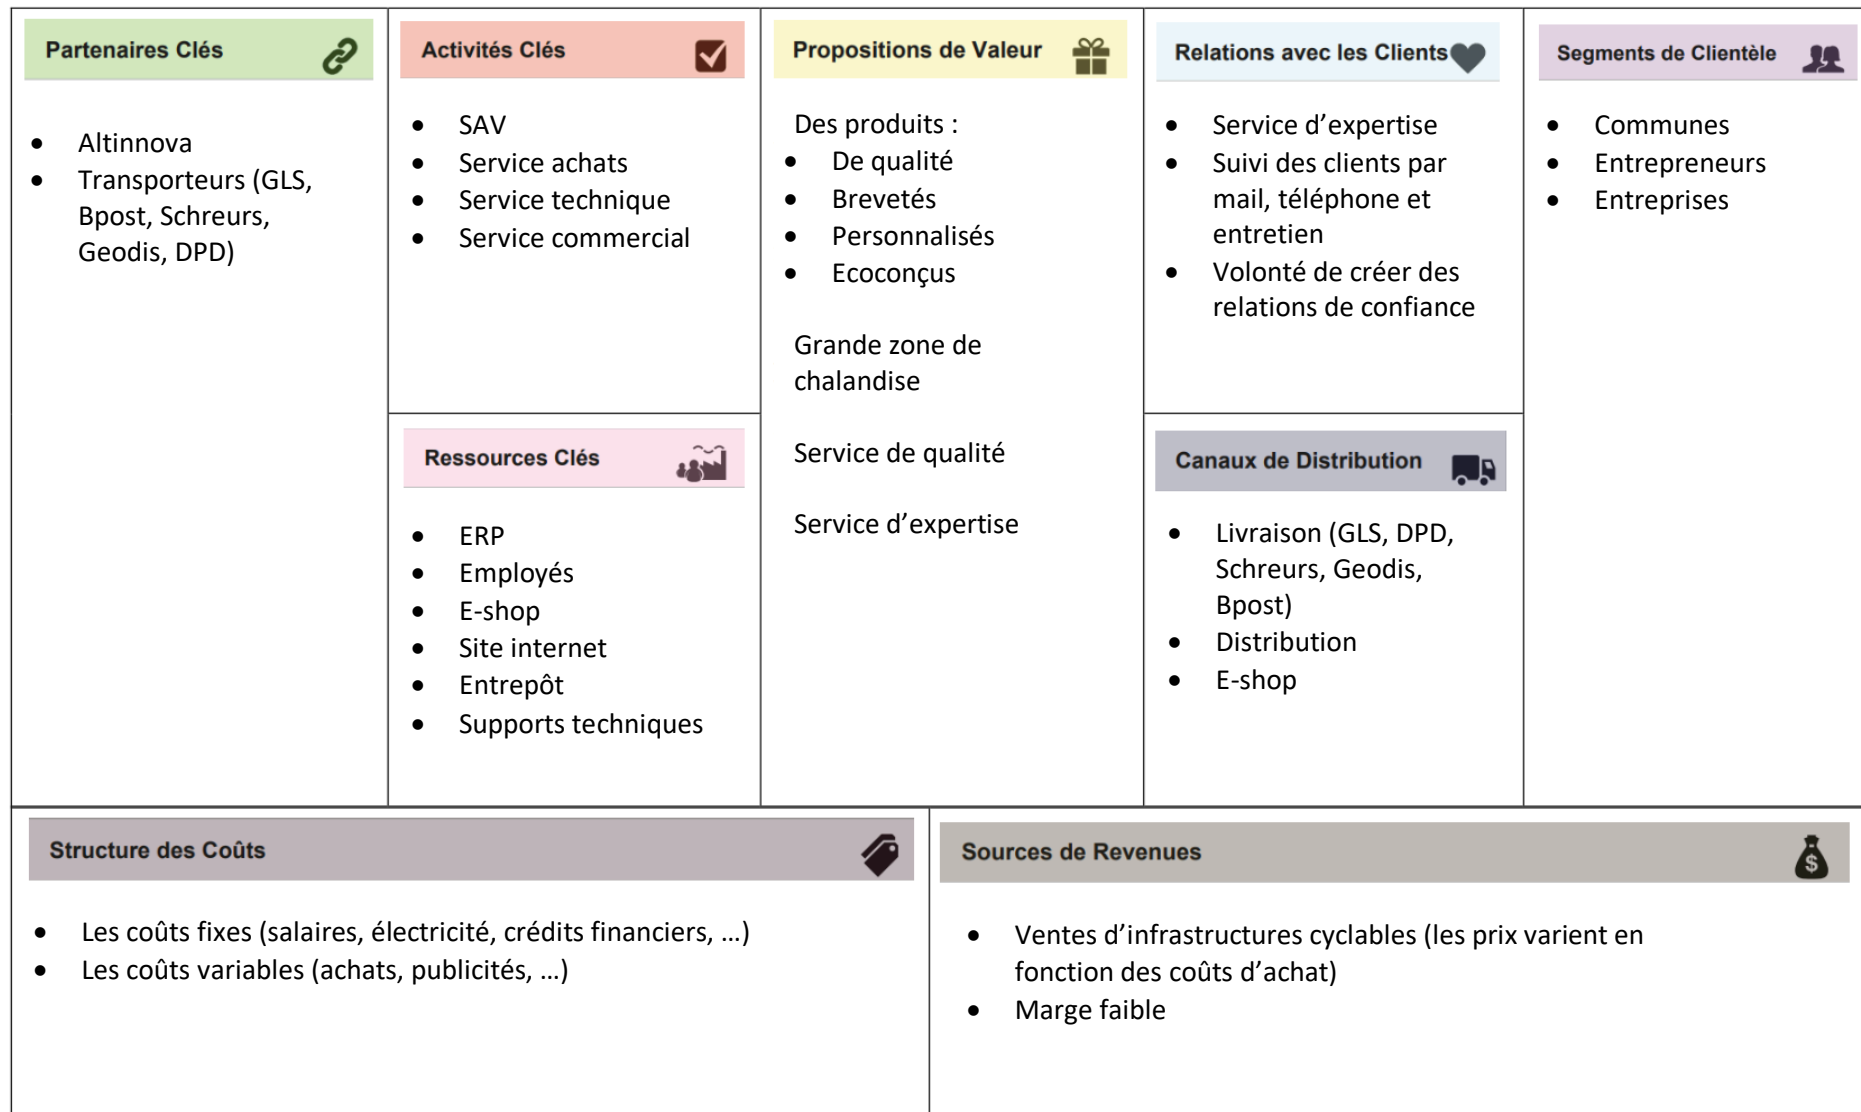 Partenaires Clés
Altinnova
Transporteurs (GLS,
Bpost, Schreurs,
Geodis, DPD)
Activités Clés
SAV
Service achats
Service technique
Service commercial
Ressources Clés
ERP
Employés
E-shop
Site internet
Entrepôt
Supports techniques
Propositions de Valeur
Des produits :
De qualité
Brevetés
Personnalisés
Ecoconçus
Grande zone de
chalandise
Service de qualité
Service d’expertise
Relations avec les Clients
Service d’expertise
Suivi des clients par
mail, téléphone et
entretien
Volonté de créer des
relations de confiance
Canaux de Distribution
Livraison (GLS, DPD,
Schreurs, Geodis,
Bpost)
Distribution
E-shop
Segments de Clientèle
Communes
Entrepreneurs
Entreprises
Structure des Coûts
Les coûts fixes (salaires, électricité, crédits financiers, …)
Les coûts variables (achats, publicités, …)
Sources de Revenues
$
Ventes d’infrastructures cyclables (les prix varient en
fonction des coûts d’achat)
Marge faible